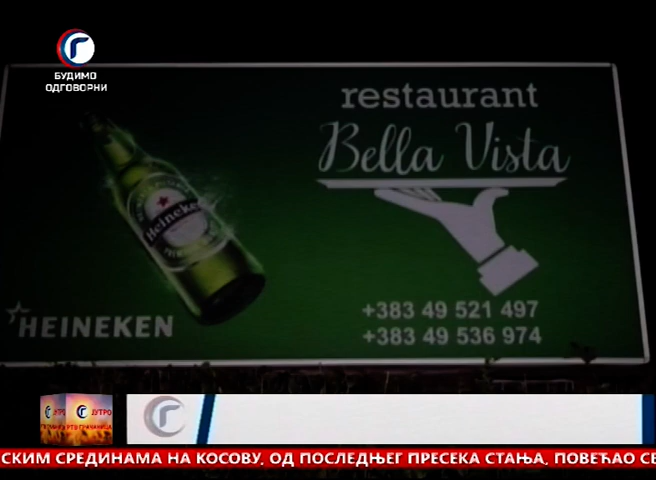 БУДИМО
ОДГОВОРНИ
restaurant
Bella Vista
Heineken
HEINEKEN
+383 49 521 497
+383 49 536 974
ЈУТРО
СКИМ СРЕДИНАМА НА КОСОВУ, ОД ПОСЛЕДЊЕГ ПРЕСЕКА СТАЊА, ПОВЕЋАО СЕ